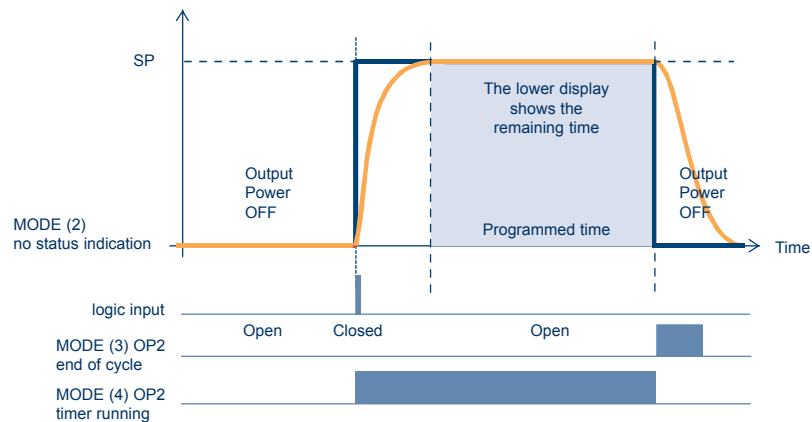 SP
The lower display
shows the
remaining time
Output
Power
OFF
Output
Power
OFF
MODE (2)
no status indication
Programmed time
Time
logic input
Open
Closed
Open
MODE (3) OP2
end of cycle
MODE (4) OP2
timer running